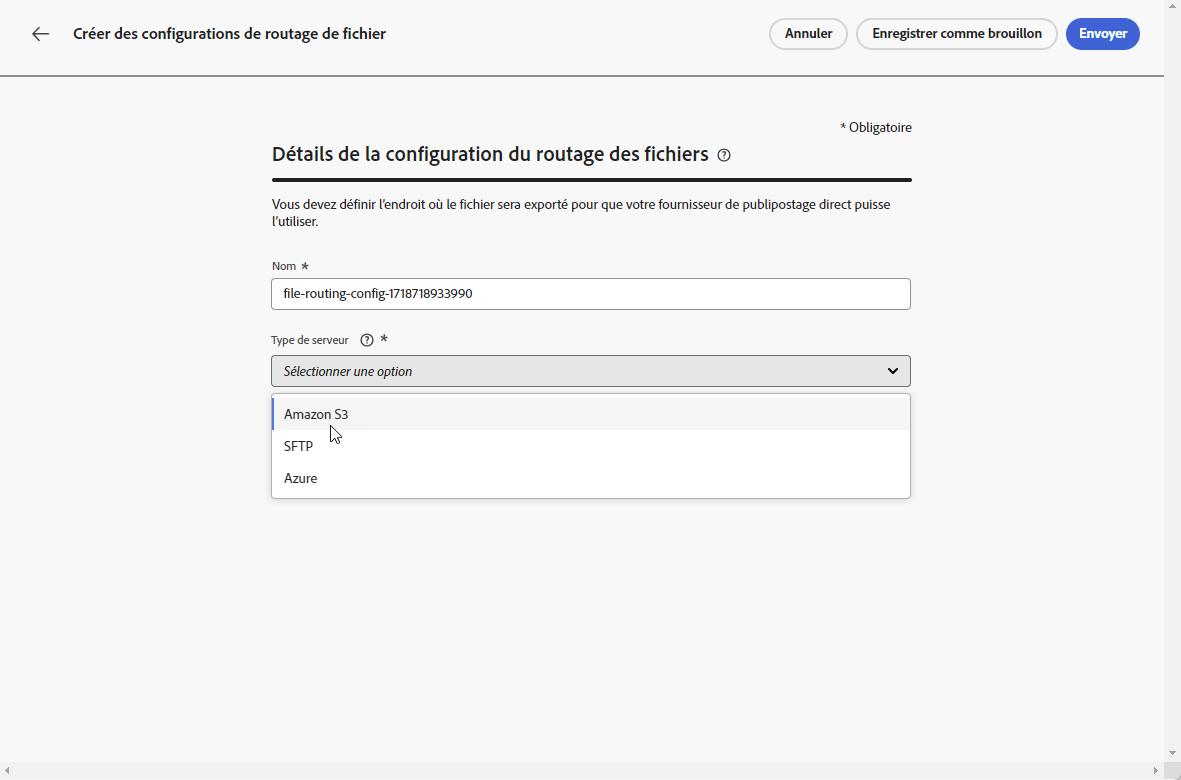 Créer des configurations de routage de fichier
Annuler
Enregistrer comme brouillon
Envoyer
* Obligatoire
Détails de la configuration du routage des fichiers
Vous devez définir l'endroit où le fichier sera exporté pour que votre fournisseur de publipostage direct puisse
l'utiliser.
Nom *
file-routing-config-1718718933990
Type de serveur ? *
Sélectionner une option
Amazon S3
SFTP
Azure